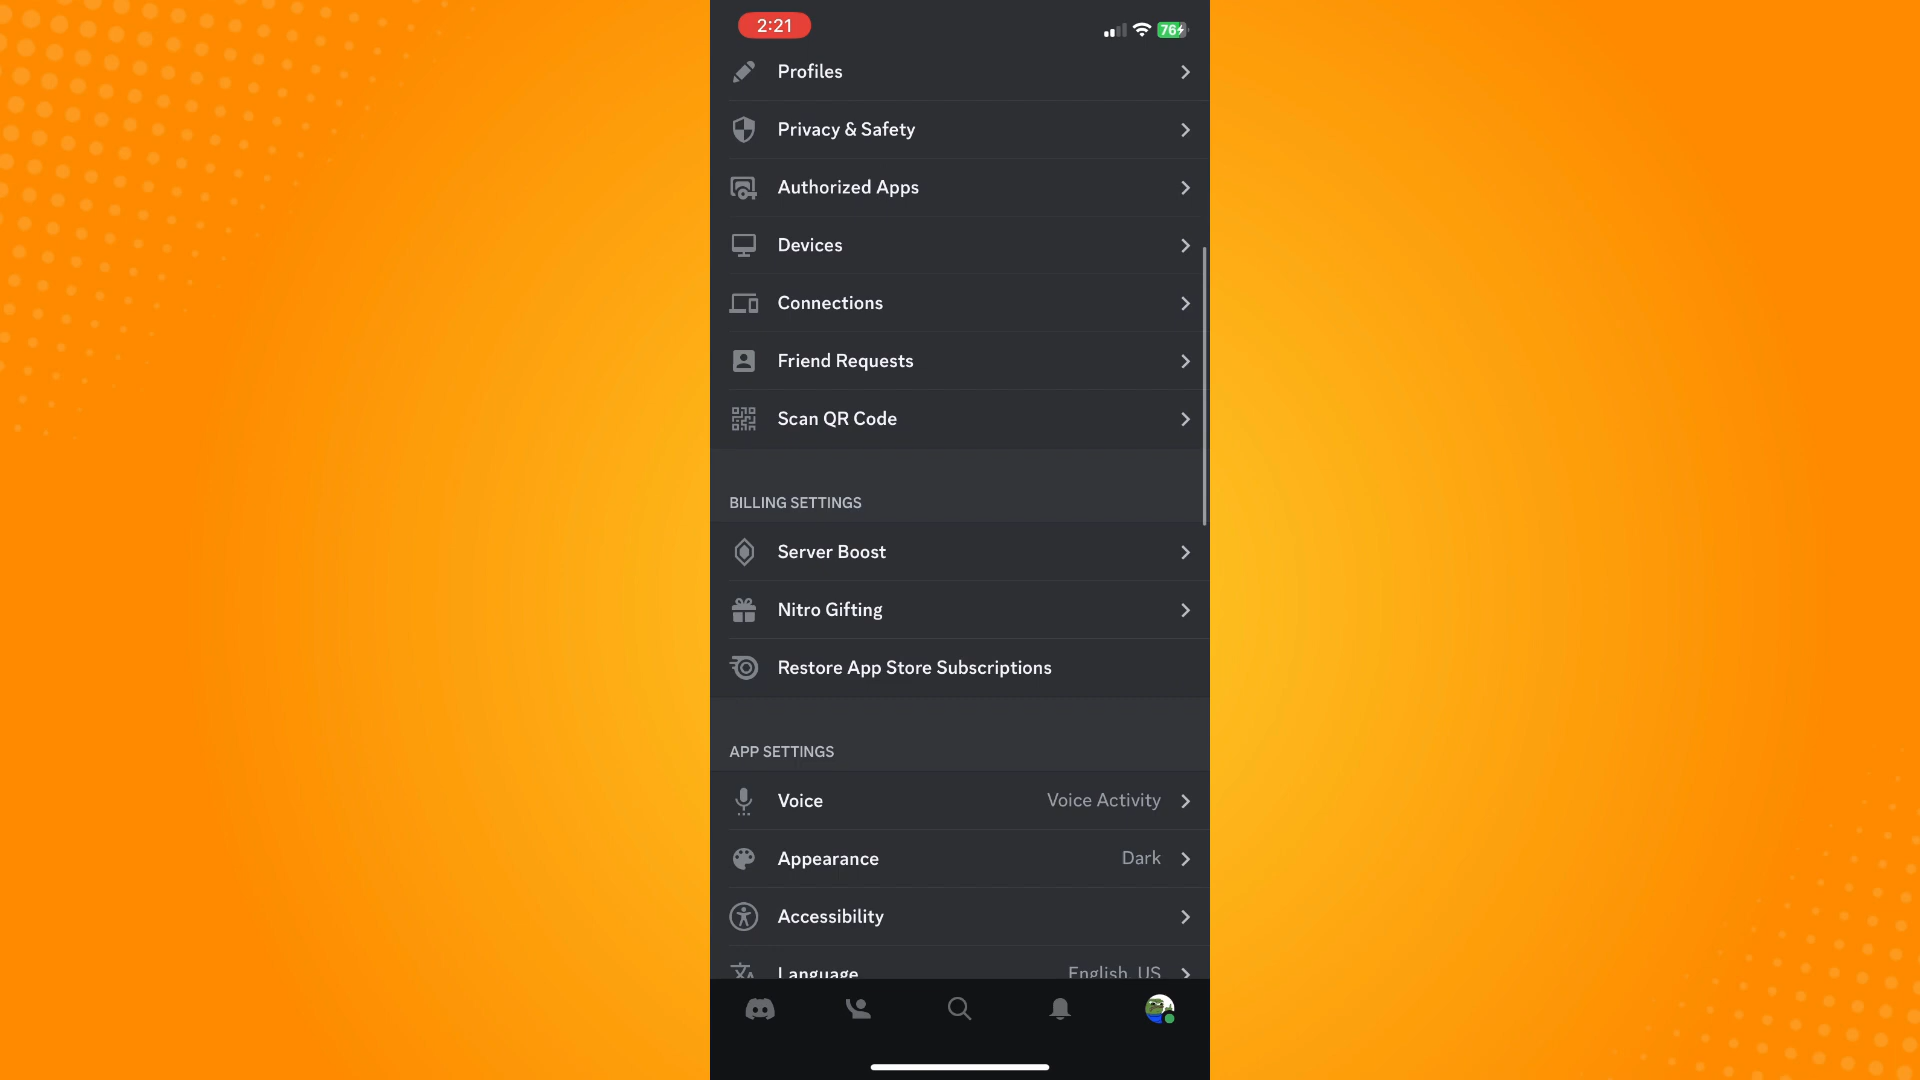 2:21
76
Profiles
Privacy & Safety
Authorized Apps
Devices
Connections
Friend Requests
Scan QR Code
BILLING SETTINGS
Server Boost
Nitro Gifting
Restore App Store Subscriptions
APP SETTINGS
Voice Voice Activity
Appearance Dark
Accessibility
Language English, US